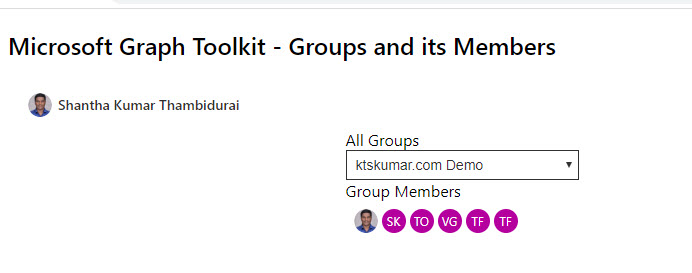 Microsoft Graph Toolkit - Groups and its Members
Shantha Kumar Thambidurai
All Groups
ktskumar.com Demo
Group Members
SK TO VG TF TF